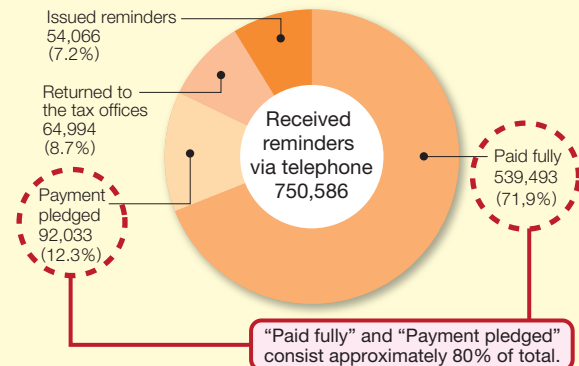 Issued reminders
54,066
(7.2%)
Returned to
the tax offices
64,994
(8.7%)
Payment
pledged
92,033
(12.3%)
Received
reminders
via telephone
750,586
Paid fully
539,493
(71,9%)
“Paid fully” and “Payment pledged”
consist approximately 80% of total.